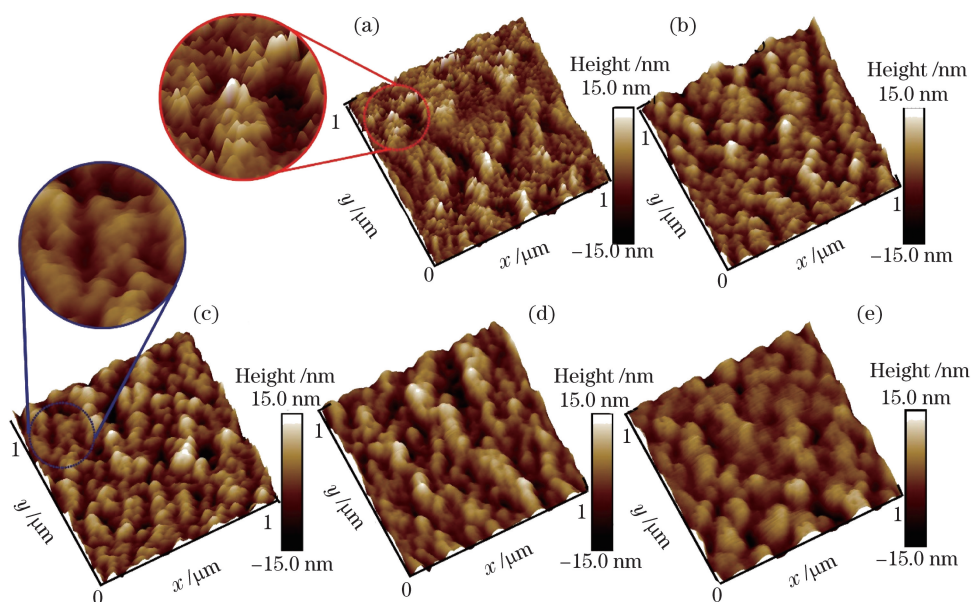 (a)
Height /nm
15.0 nm
−15.0 nm
1
y /μm
0
x /μm
1
(b)
Height /nm
15.0 nm
−15.0 nm
1
y /μm
0
x /μm
1
(c)
Height /nm
15.0 nm
−15.0 nm
1
y /μm
0
x /μm
1
(d)
Height /nm
15.0 nm
−15.0 nm
1
y /μm
0
x /μm
1
(e)
Height /nm
15.0 nm
−15.0 nm
1
y /μm
0
x /μm
1